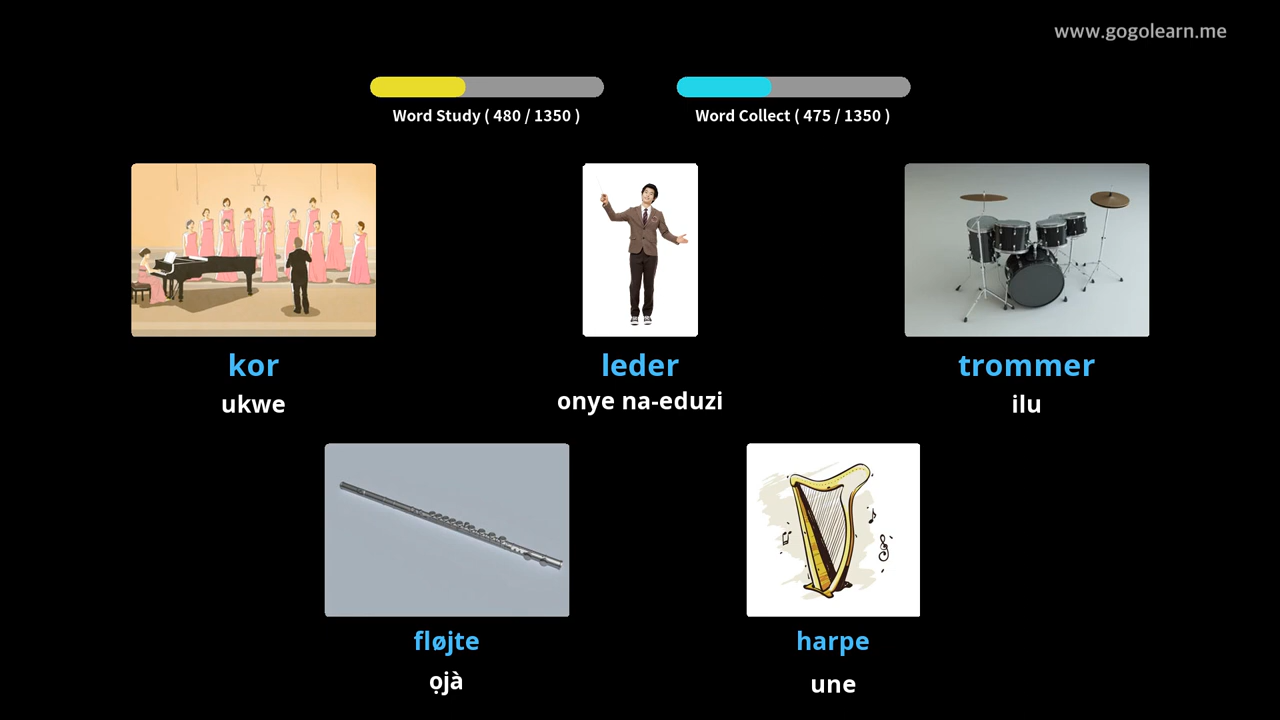 www.gogolearn.me
Word Study ( 480 / 1350 )
Word Collect ( 475 / 1350 )
kor
leder
trommer
ukwe
onye na-eduzi
ilu
fløjte
harpe
ọjà
une